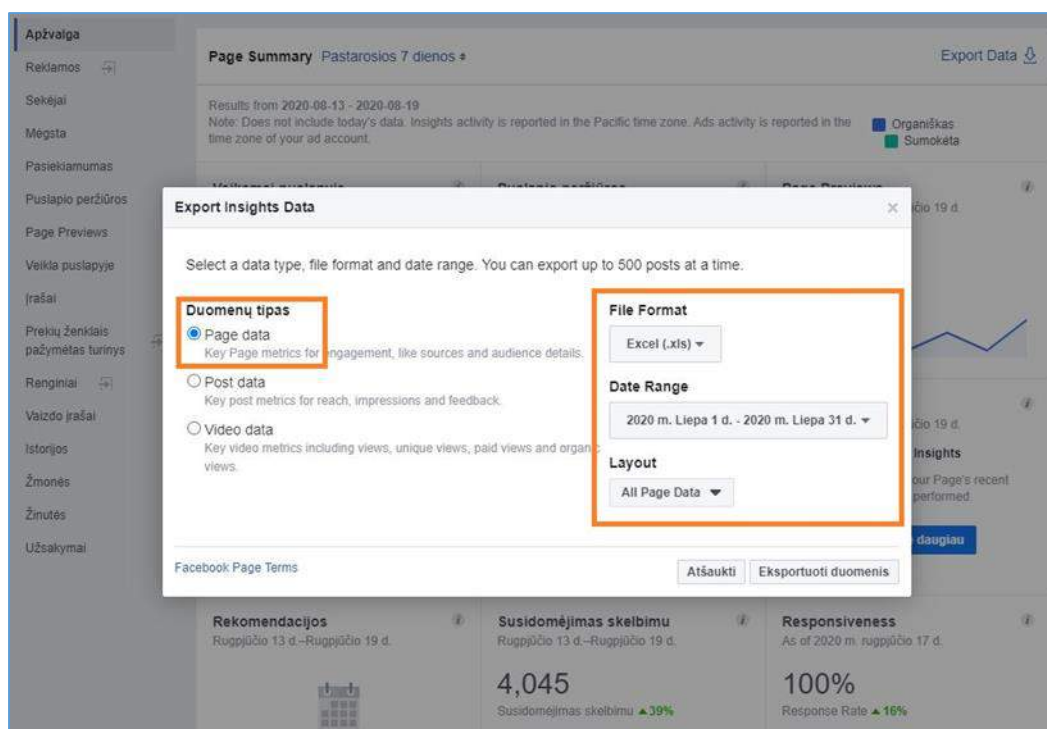 Apžvalga
Reklamos
Sekėjai
Mėgsta
Pasiekiamumas
Puslapio peržiūros
Page Previews
Veikla puslapyje
Įrašai
Prekių ženklais
pažymėtas turinys
Renginiai
Vaizdo įrašai
Istorijos
Žmonės
Žinutės
Užsakymai
Page Summary Pastarosios 7 dienos
Export Data
Results from 2020-08-13 - 2020-08-19
Note: Does not include today's data. Insights activity is reported in the Pacific time zone. Ads activity is reported in the
time zone of your ad account.
Organiškas
Sumokėta
Page Previews
19 d.
Export Insights Data
Select a data type, file format and date range. You can export up to 500 posts at a time.
Duomenų tipas
Page data
Key Page metrics for engagement, like sources and audience details.
Post data
Key post metrics for reach, impressions and feedback.
Video data
Key video metrics including views, unique views, paid views and organic
views.
File Format
Excel (.xls)
Date Range
2020 m. Liepa 1 d. - 2020 m. Liepa 31 d.
Layout
All Page Data
Facebook Page Terms
Atšaukti
Eksportuoti duomenis
19 d.
Insights
Page's recent
performed.
daugiau
Rekomendacijos
Rugpjūčio 13 d.–Rugpjūčio 19 d.
Susidomėjimas skelbimu
Rugpjūčio 13 d.–Rugpjūčio 19 d.
4,045
Susidomėjimas skelbimu 39%
Responsiveness
As of 2020 m. rugpjūčio 17 d.
100%
Response Rate 16%